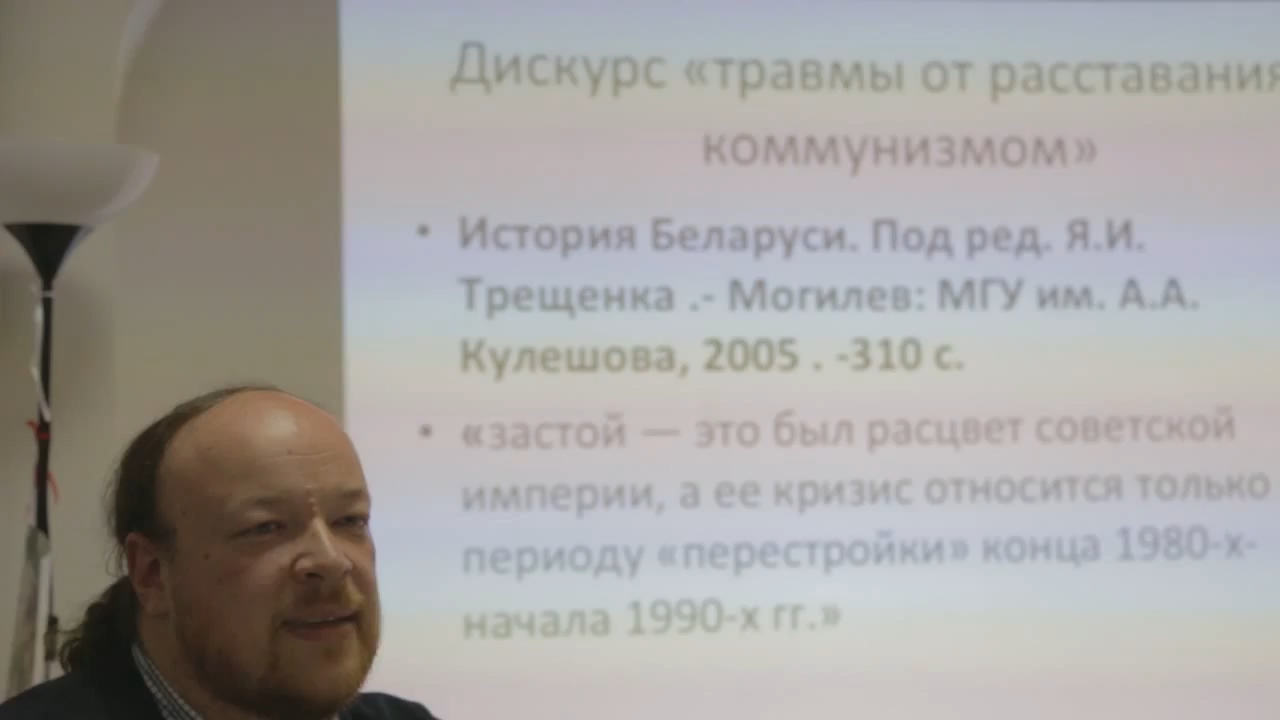 Дискурс «травмы от расставания
коммунизмом»
• История Беларуси. Под ред. Я.И.
Трещенка .- Могилев: МГУ им. А.А.
Кулешова, 2005 . -310 с.
• «застой — это был расцвет советской
империи, а ее кризис относится только
периоду «перестройки» конца 1980-х-
начала 1990-х гг.»